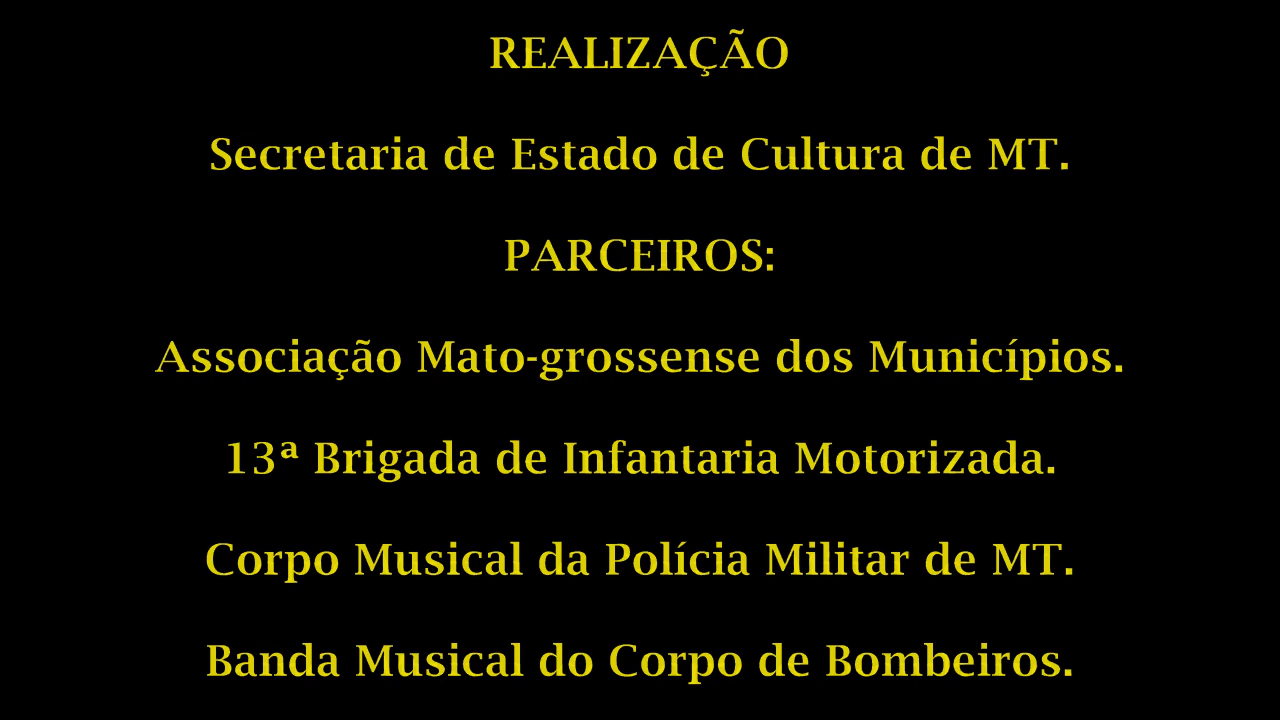 REALIZAÇÃO
Secretaria de Estado de Cultura de MT.
PARCEIROS:
Associação Mato-grossense dos Municípios.
13ª Brigada de Infantaria Motorizada.
Corpo Musical da Polícia Militar de MT.
Banda Musical do Corpo de Bombeiros.